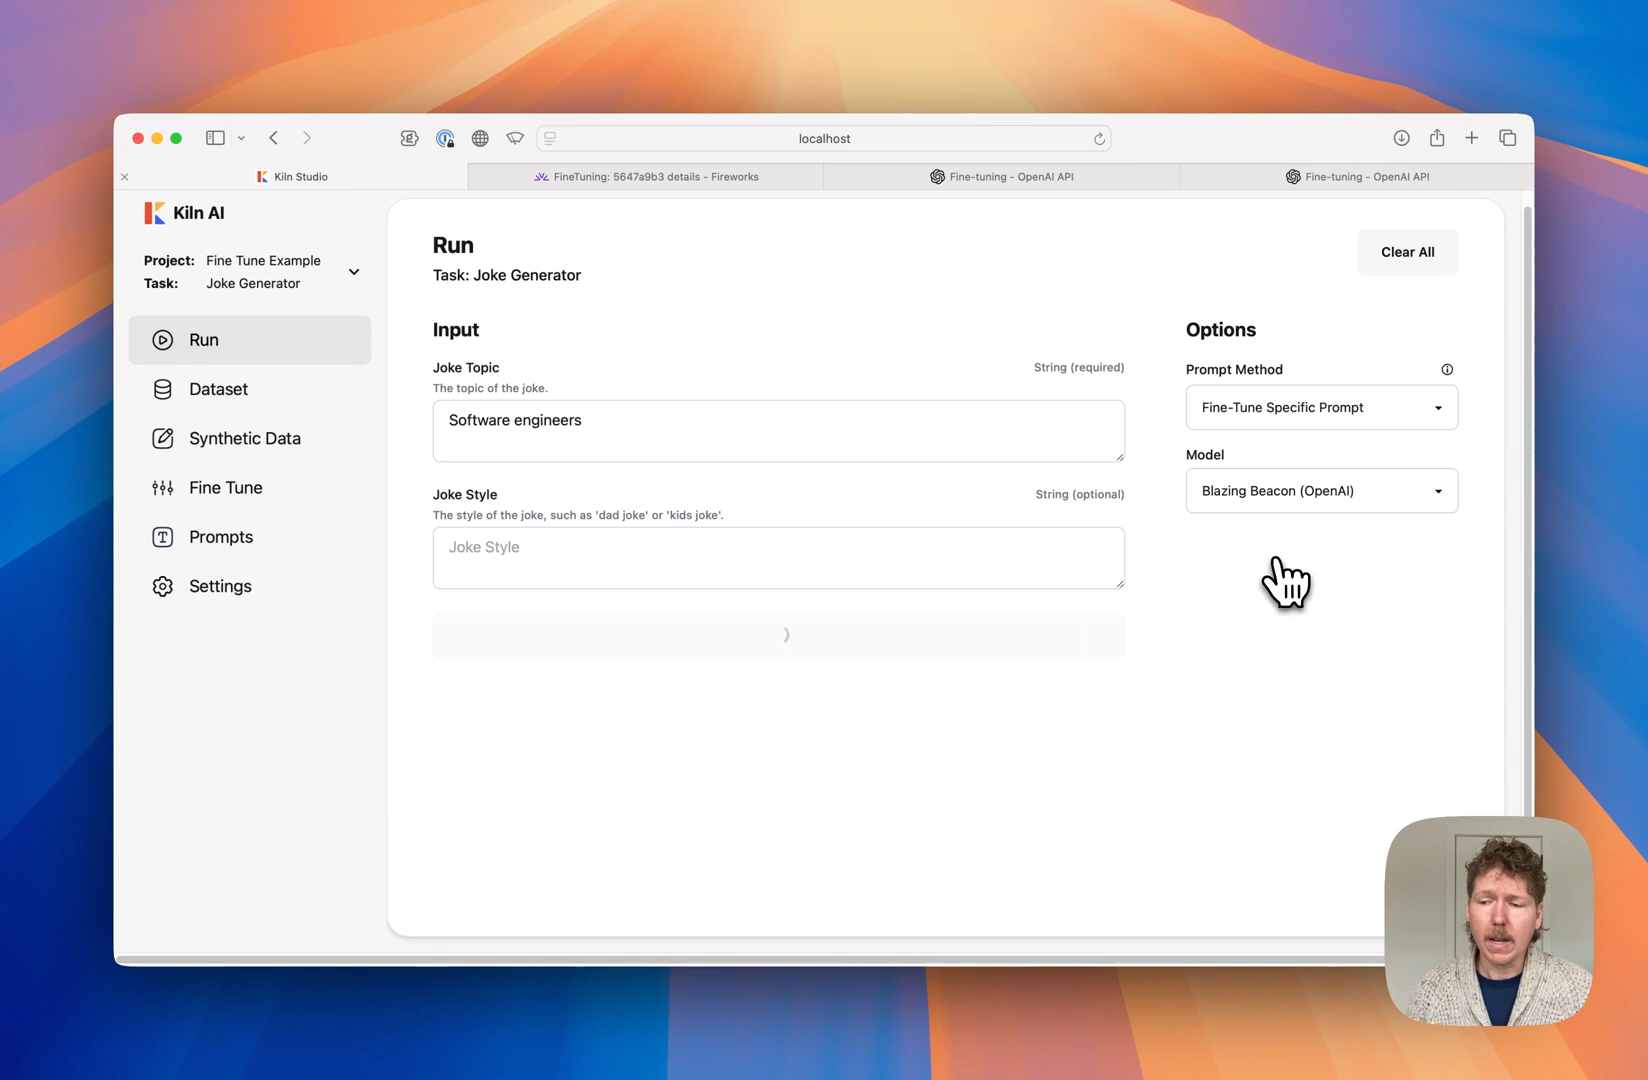 localhost
Kiln Studio
FineTuning: 5647a9b3 details - Fireworks
Fine-tuning - OpenAI API
Fine-tuning - OpenAI API
Kiln AI
Project: Fine Tune Example
Task: Joke Generator
Run
Dataset
Synthetic Data
Fine Tune
Prompts
Settings
Run
Task: Joke Generator
Clear All
Input
Joke Topic
String (required)
The topic of the joke.
Software engineers
Joke Style
String (optional)
The style of the joke, such as 'dad joke' or 'kids joke'.
Joke Style
Options
Prompt Method
Fine-Tune Specific Prompt
Model
Blazing Beacon (OpenAI)